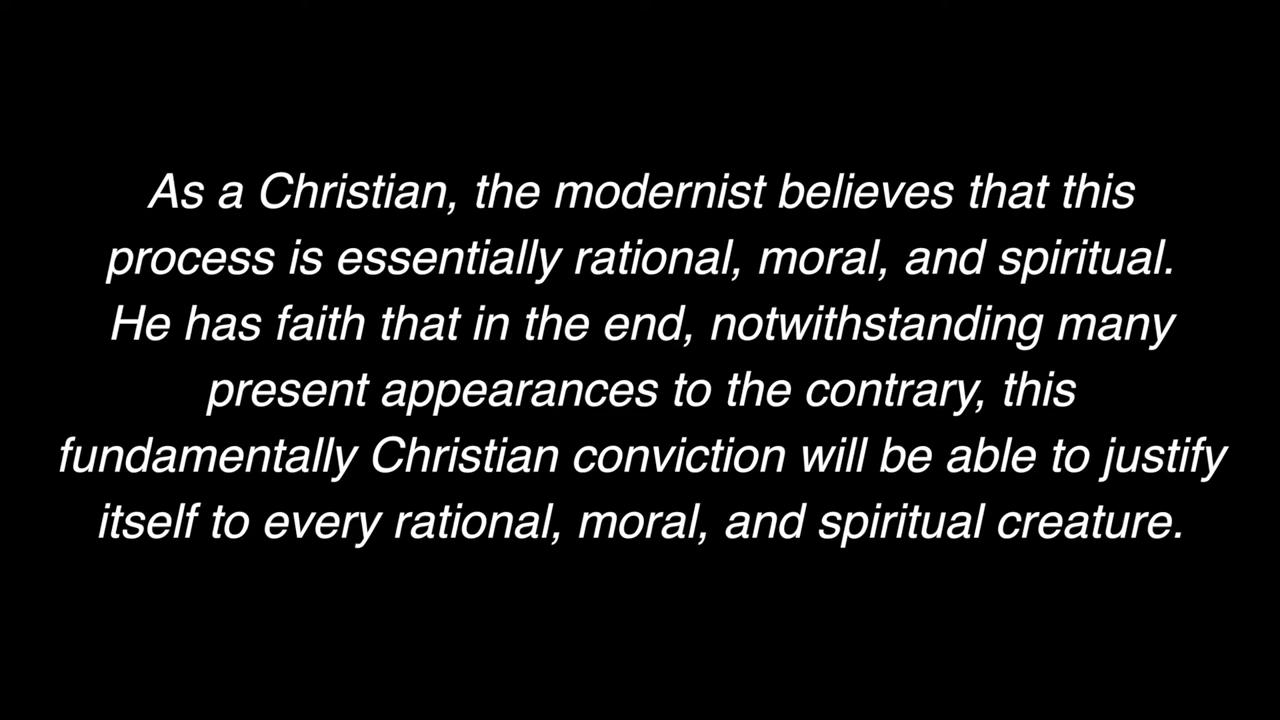 As a Christian, the modernist believes that this
process is essentially rational, moral, and spiritual.
He has faith that in the end, notwithstanding many
present appearances to the contrary, this
fundamentally Christian conviction will be able to justify
itself to every rational, moral, and spiritual creature.